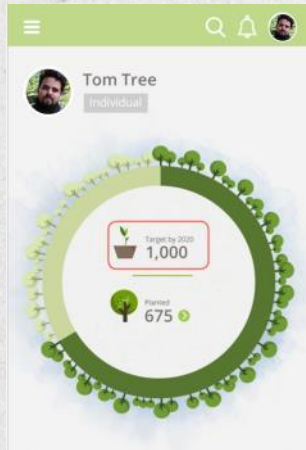 Tom Tree
Individual
Target by 2020
1,000
Planted
675